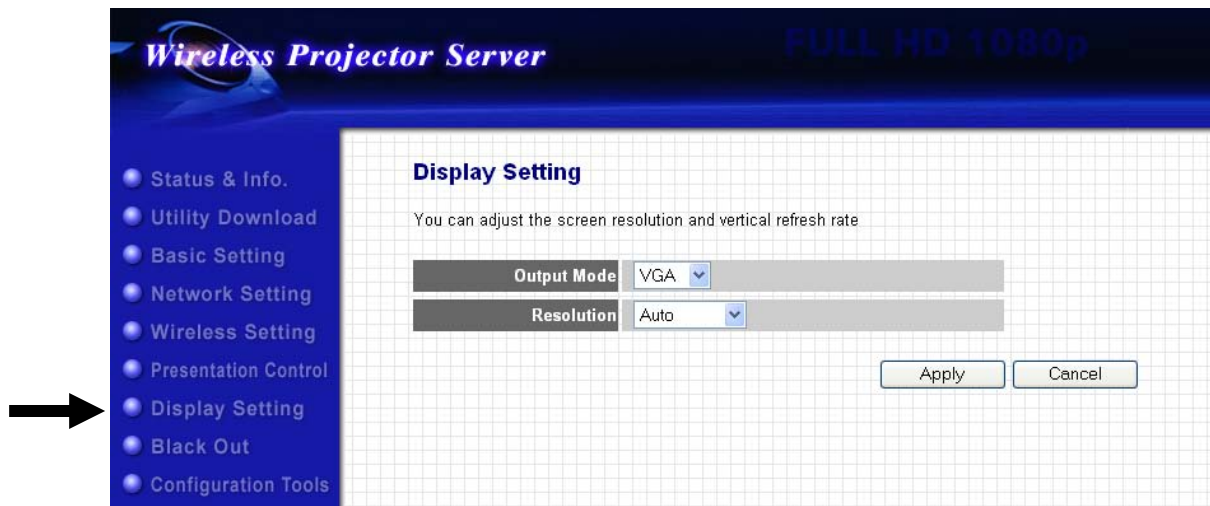 Wireless Projector Server
FULL HD 1080p
Status & Info.
Utility Download
Basic Setting
Network Setting
Wireless Setting
Presentation Control
Display Setting
Black Out
Configuration Tools
Display Setting
You can adjust the screen resolution and vertical refresh rate
Output Mode VGA
Resolution Auto
Apply Cancel